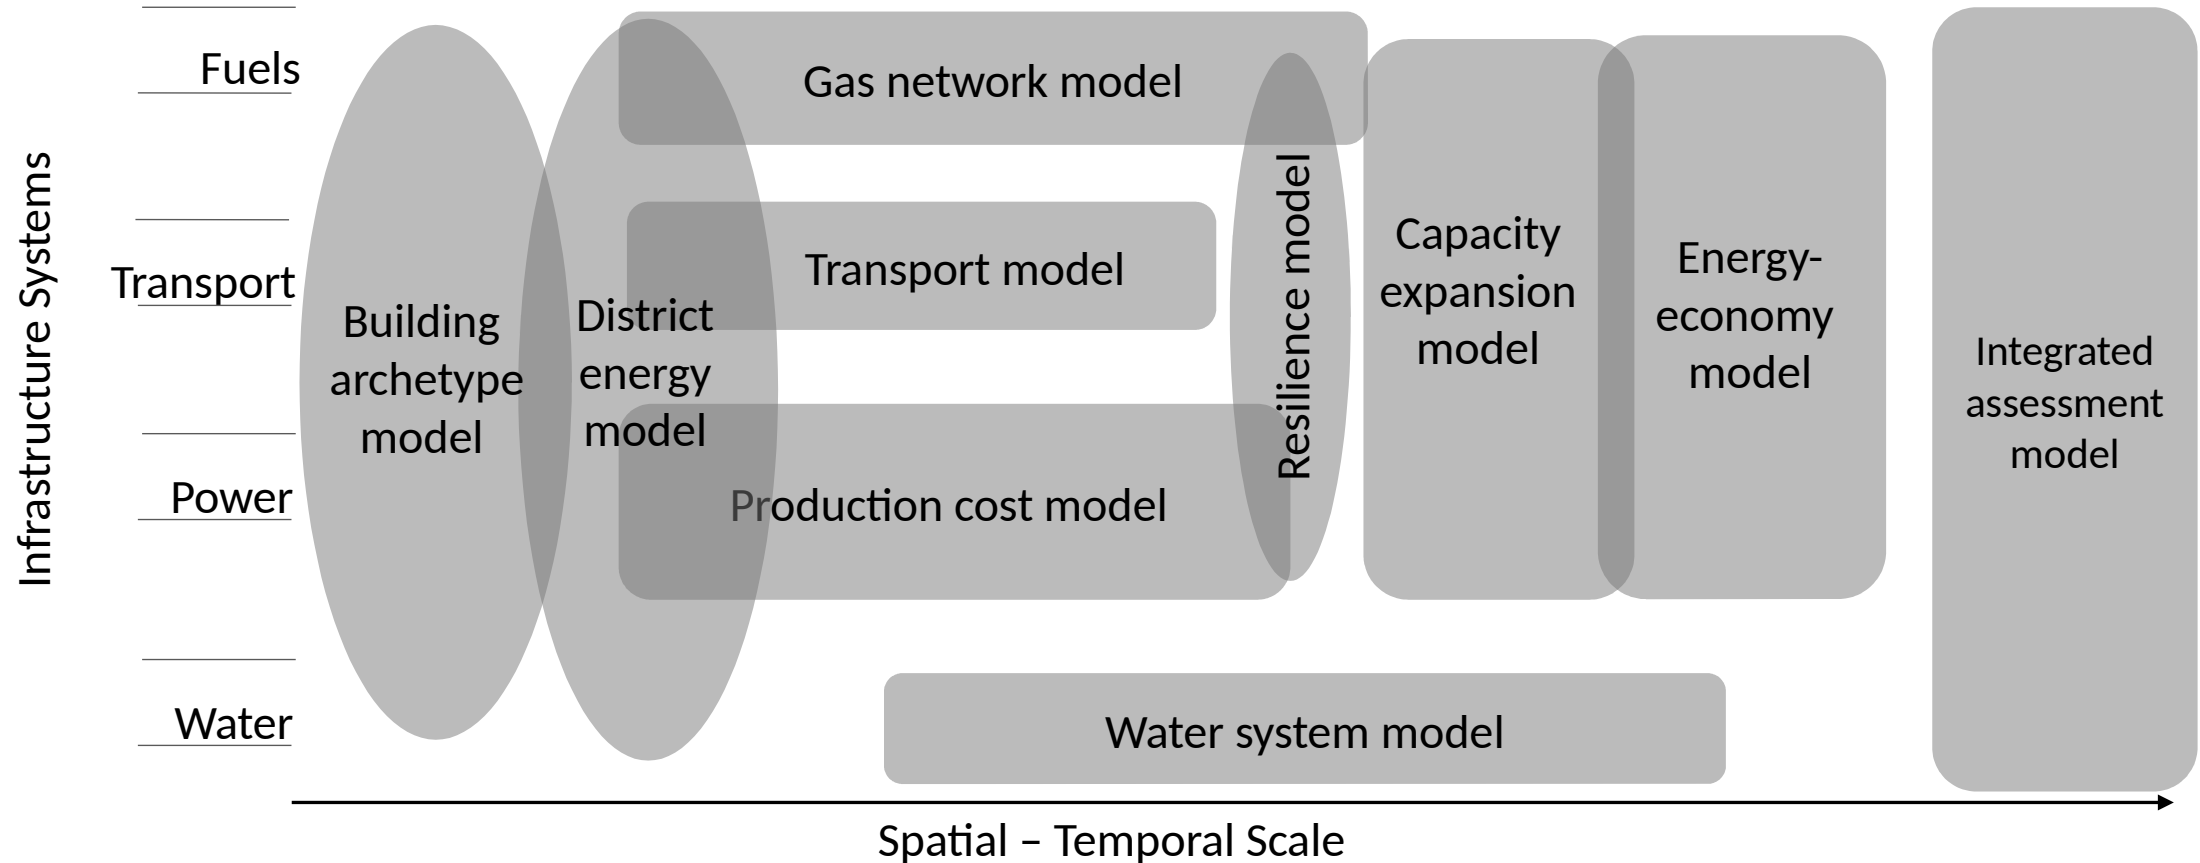 Infrastructure Systems
Fuels
Transport
Power
Water
Building
archetype
model
District
energy
model
Gas network model
Transport model
Production cost model
Resilience model
Capacity
expansion
model
Energy-
economy
model
Integrated
assessment
model
Water system model
Spatial – Temporal Scale